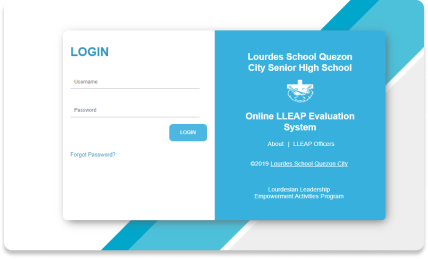 LOGIN
Username
Password
LOGIN
Forgot Password?
Lourdes School Quezon
City Senior High School
Online LLEAP Evaluation
System
About | LLEAP Officers
©2019 Lourdes School Quezon City
Lourdesian Leadership
Empowerment Activities Program